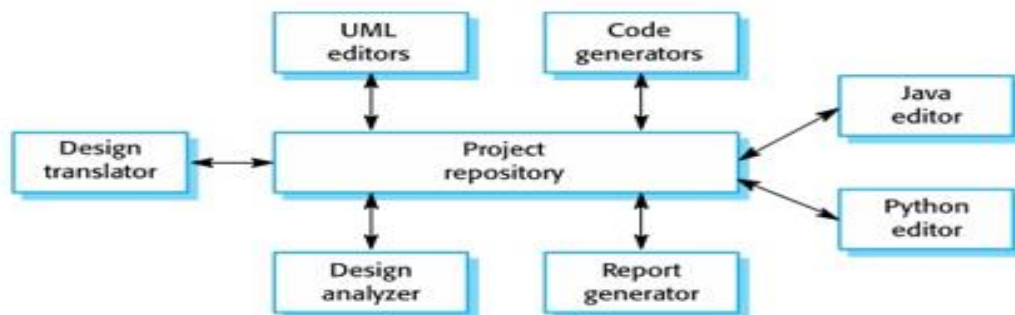 UML
editors
Code
generators
Java
editor
Design
translator
Project
repository
Python
editor
Design
analyzer
Report
generator